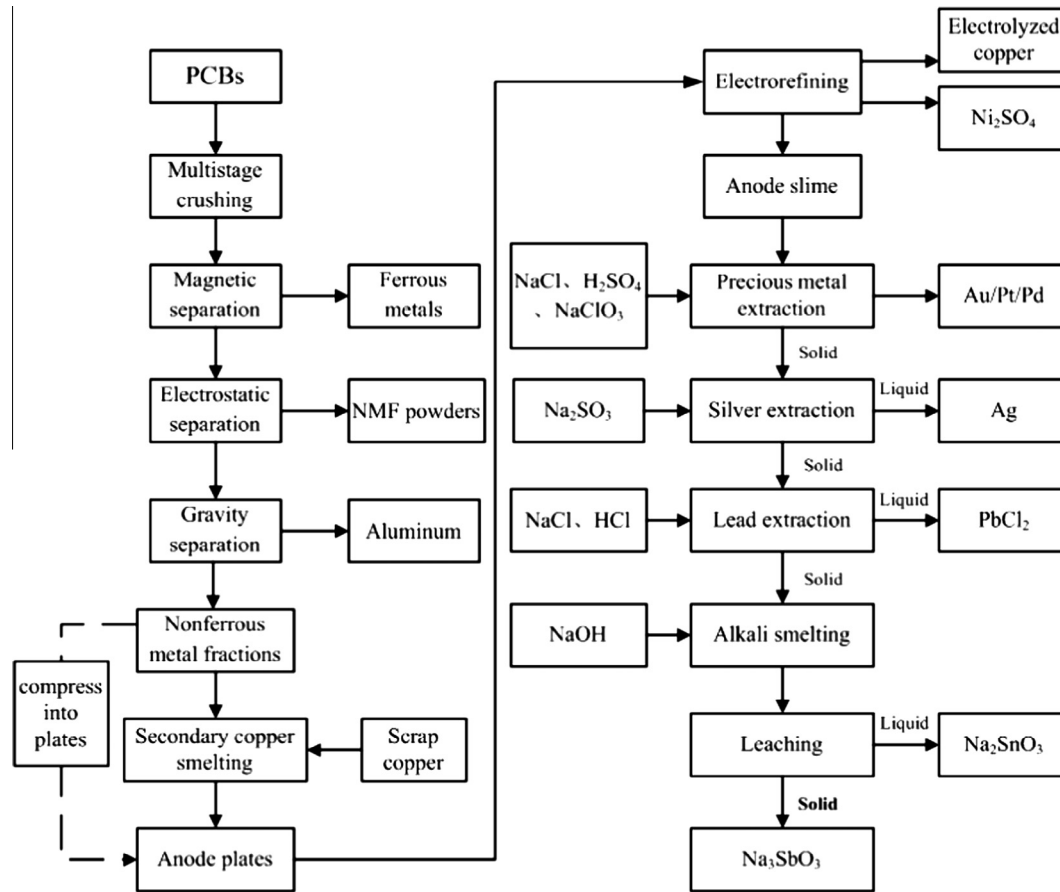 PCBs
Multistage
crushing
Magnetic
separation
Ferrous
metals
Electrostatic
separation
NMF powders
Gravity
separation
Aluminum
Nonferrous
metal fractions
compress
into
plates
Secondary copper
smelting
Scrap
copper
Anode plates
Electrorefining
Electrolyzed
copper
Ni₂SO₄
Anode slime
NaCl、H₂SO₄
、NaClO₃
Precious metal
extraction
Au/Pt/Pd
Solid
Na₂SO₃
Silver extraction
Liquid
Ag
Solid
NaCl、HCl
Lead extraction
Liquid
PbCl₂
Solid
NaOH
Alkali smelting
Leaching
Liquid
Na₂SnO₃
Solid
Na₃SbO₃